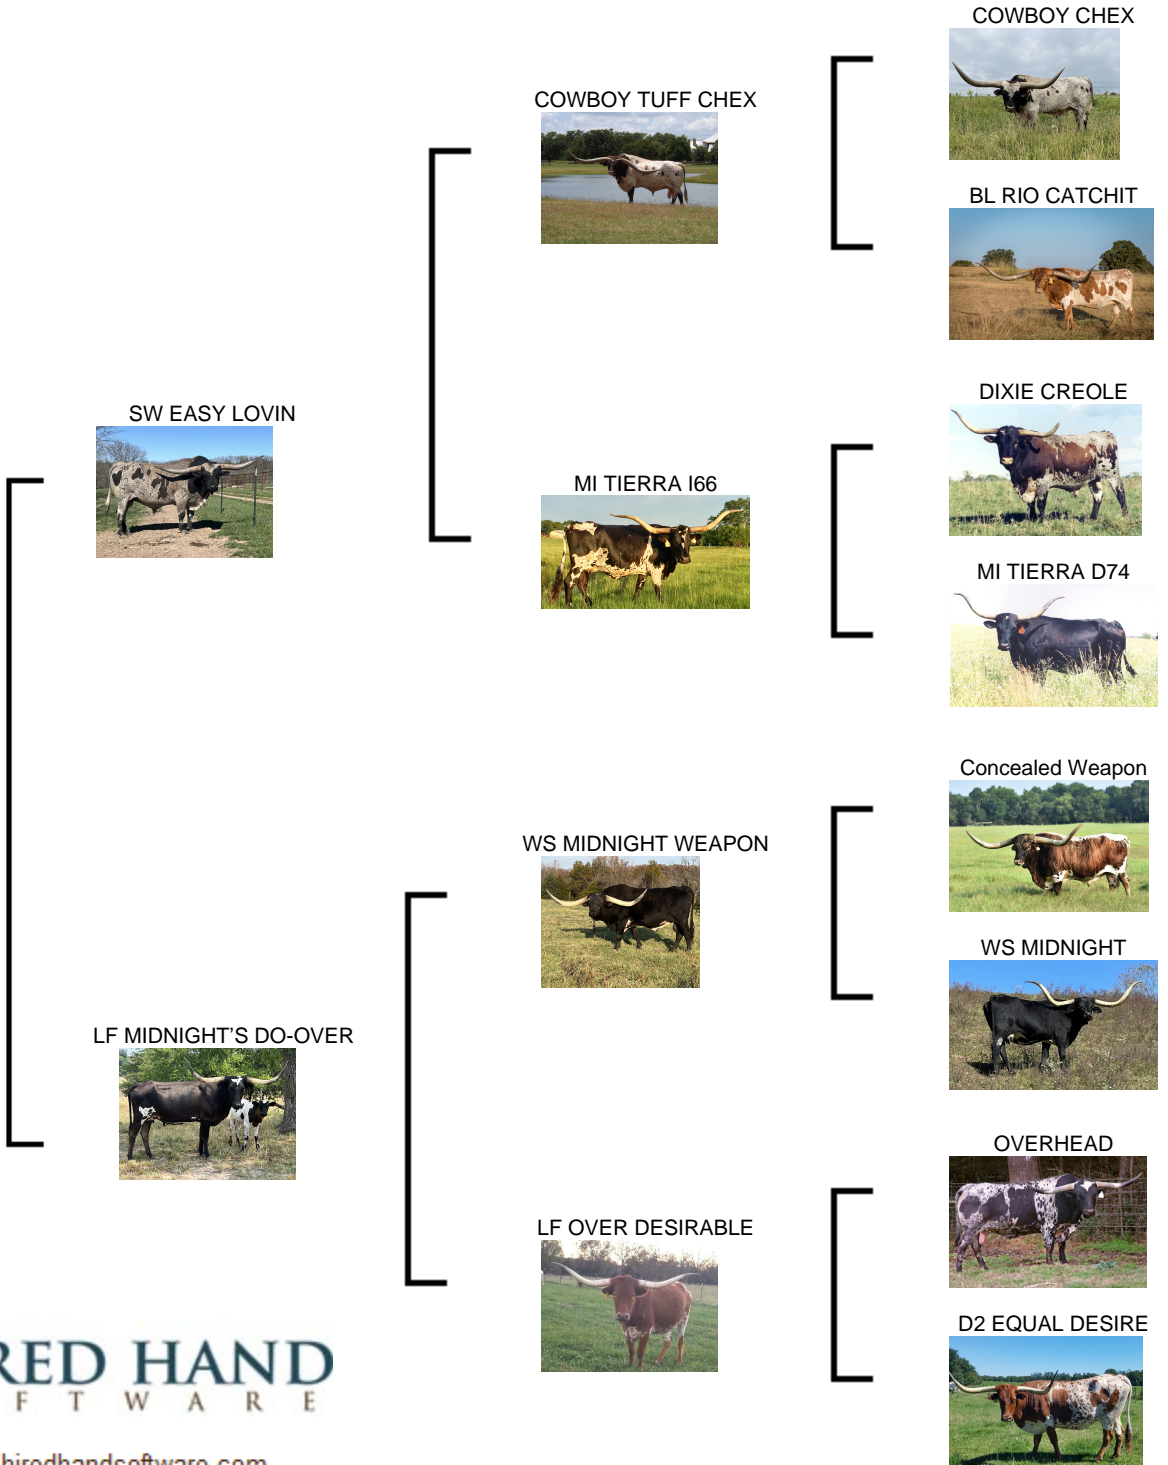 COWBOY CHEX
COWBOY TUFF CHEX
BL RIO CATCHIT
SW EASY LOVIN
DIXIE CREOLE
MI TIERRA I66
MI TIERRA D74
Concealed Weapon
WS MIDNIGHT WEAPON
WS MIDNIGHT
LF MIDNIGHT'S DO-OVER
OVERHEAD
LF OVER DESIRABLE
D2 EQUAL DESIRE
RED HAND
F T W A R E
hiredhandsoftware.com